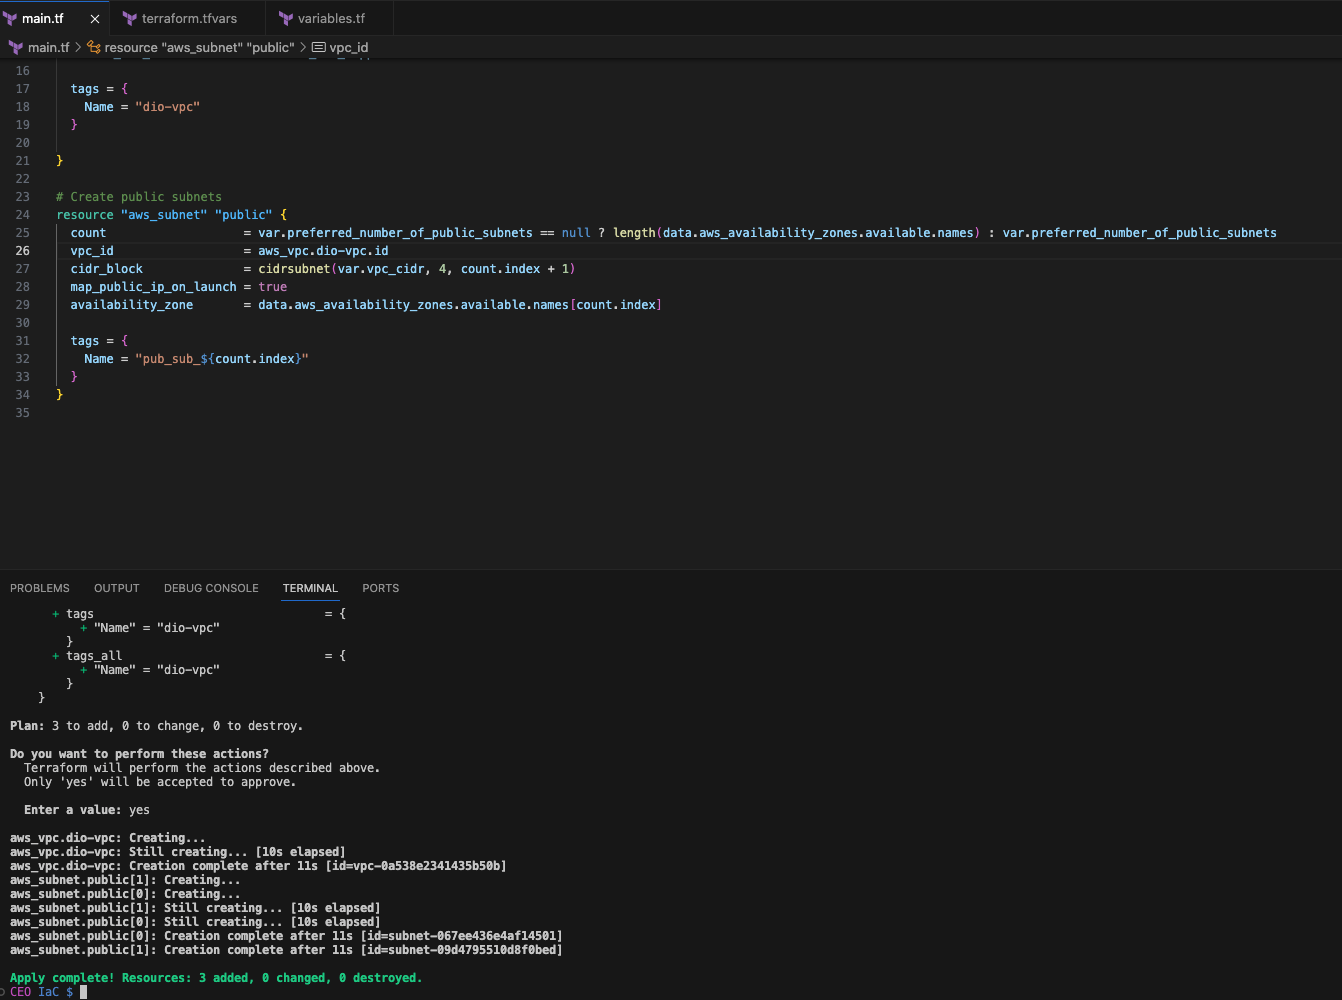 main.tf
terraform.tfvars
variables.tf
main.tf > resource "aws_subnet" "public" > vpc_id
16
17 tags = {
18 Name = "dio-vpc"
19 }
20
21 }
22
23 # Create public subnets
24 resource "aws_subnet" "public" {
25 count = var.preferred_number_of_public_subnets == null ? length(data.aws_availability_zones.available.names) : var.preferred_number_of_public_subnets
26 vpc_id = aws_vpc.dio-vpc.id
27 cidr_block = cidrsubnet(var.vpc_cidr, 4, count.index + 1)
28 map_public_ip_on_launch = true
29 availability_zone = data.aws_availability_zones.available.names[count.index]
30
31 tags = {
32 Name = "pub_sub_${count.index}"
33 }
34 }
35
PROBLEMS OUTPUT DEBUG CONSOLE TERMINAL PORTS
+ tags = {
+ "Name" = "dio-vpc"
}
+ tags_all = {
+ "Name" = "dio-vpc"
}
}
Plan: 3 to add, 0 to change, 0 to destroy.
Do you want to perform these actions?
Terraform will perform the actions described above.
Only 'yes' will be accepted to approve.
Enter a value: yes
aws_vpc.dio-vpc: Creating...
aws_vpc.dio-vpc: Still creating... [10s elapsed]
aws_vpc.dio-vpc: Creation complete after 11s [id=vpc-0a538e2341435b50b]
aws_subnet.public[1]: Creating...
aws_subnet.public[0]: Creating...
aws_subnet.public[1]: Still creating... [10s elapsed]
aws_subnet.public[0]: Still creating... [10s elapsed]
aws_subnet.public[0]: Creation complete after 11s [id=subnet-067ee436e4af14501]
aws_subnet.public[1]: Creation complete after 11s [id=subnet-09d4795510d8f0bed]
Apply complete! Resources: 3 added, 0 changed, 0 destroyed.
CEO IaC $